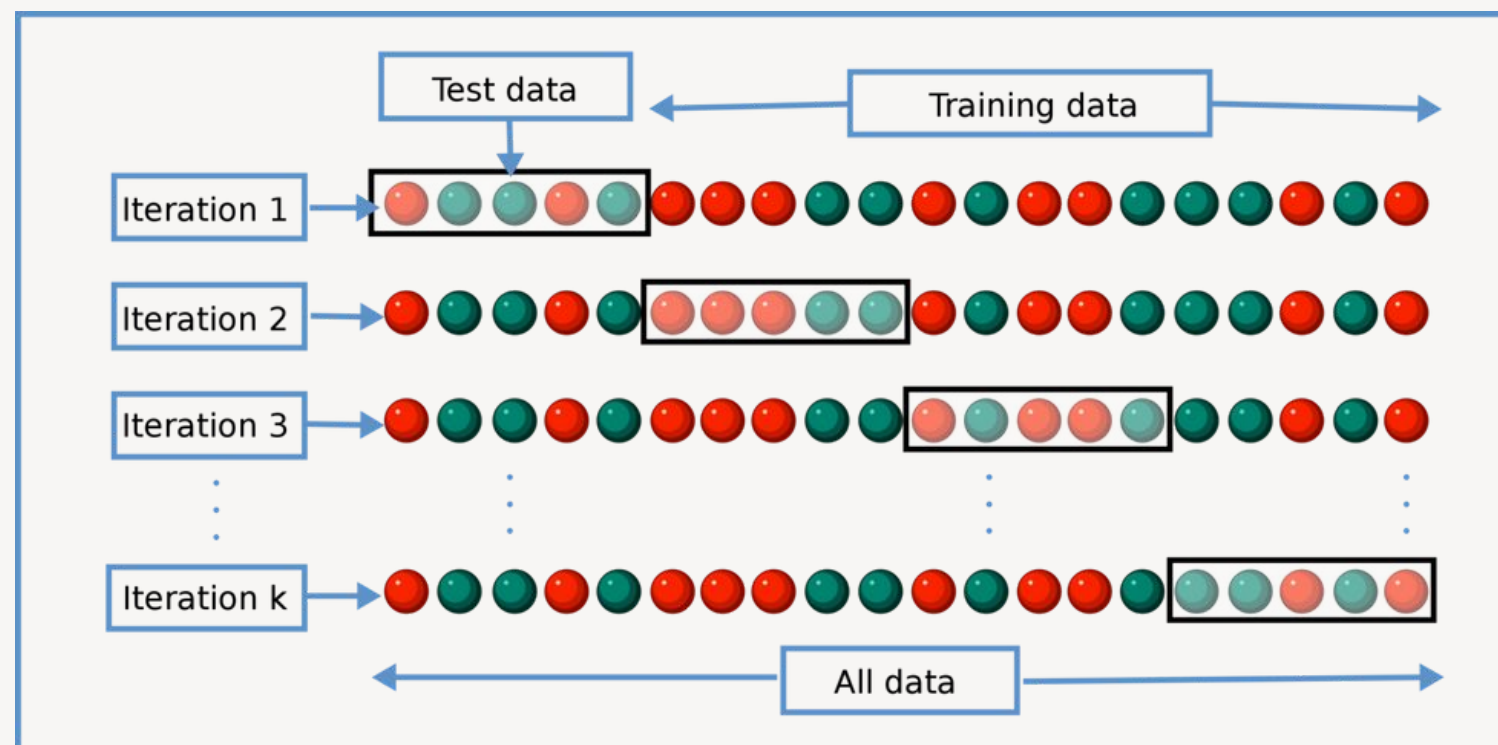 Test data
Training data
Iteration 1
Iteration 2
Iteration 3
Iteration k
All data